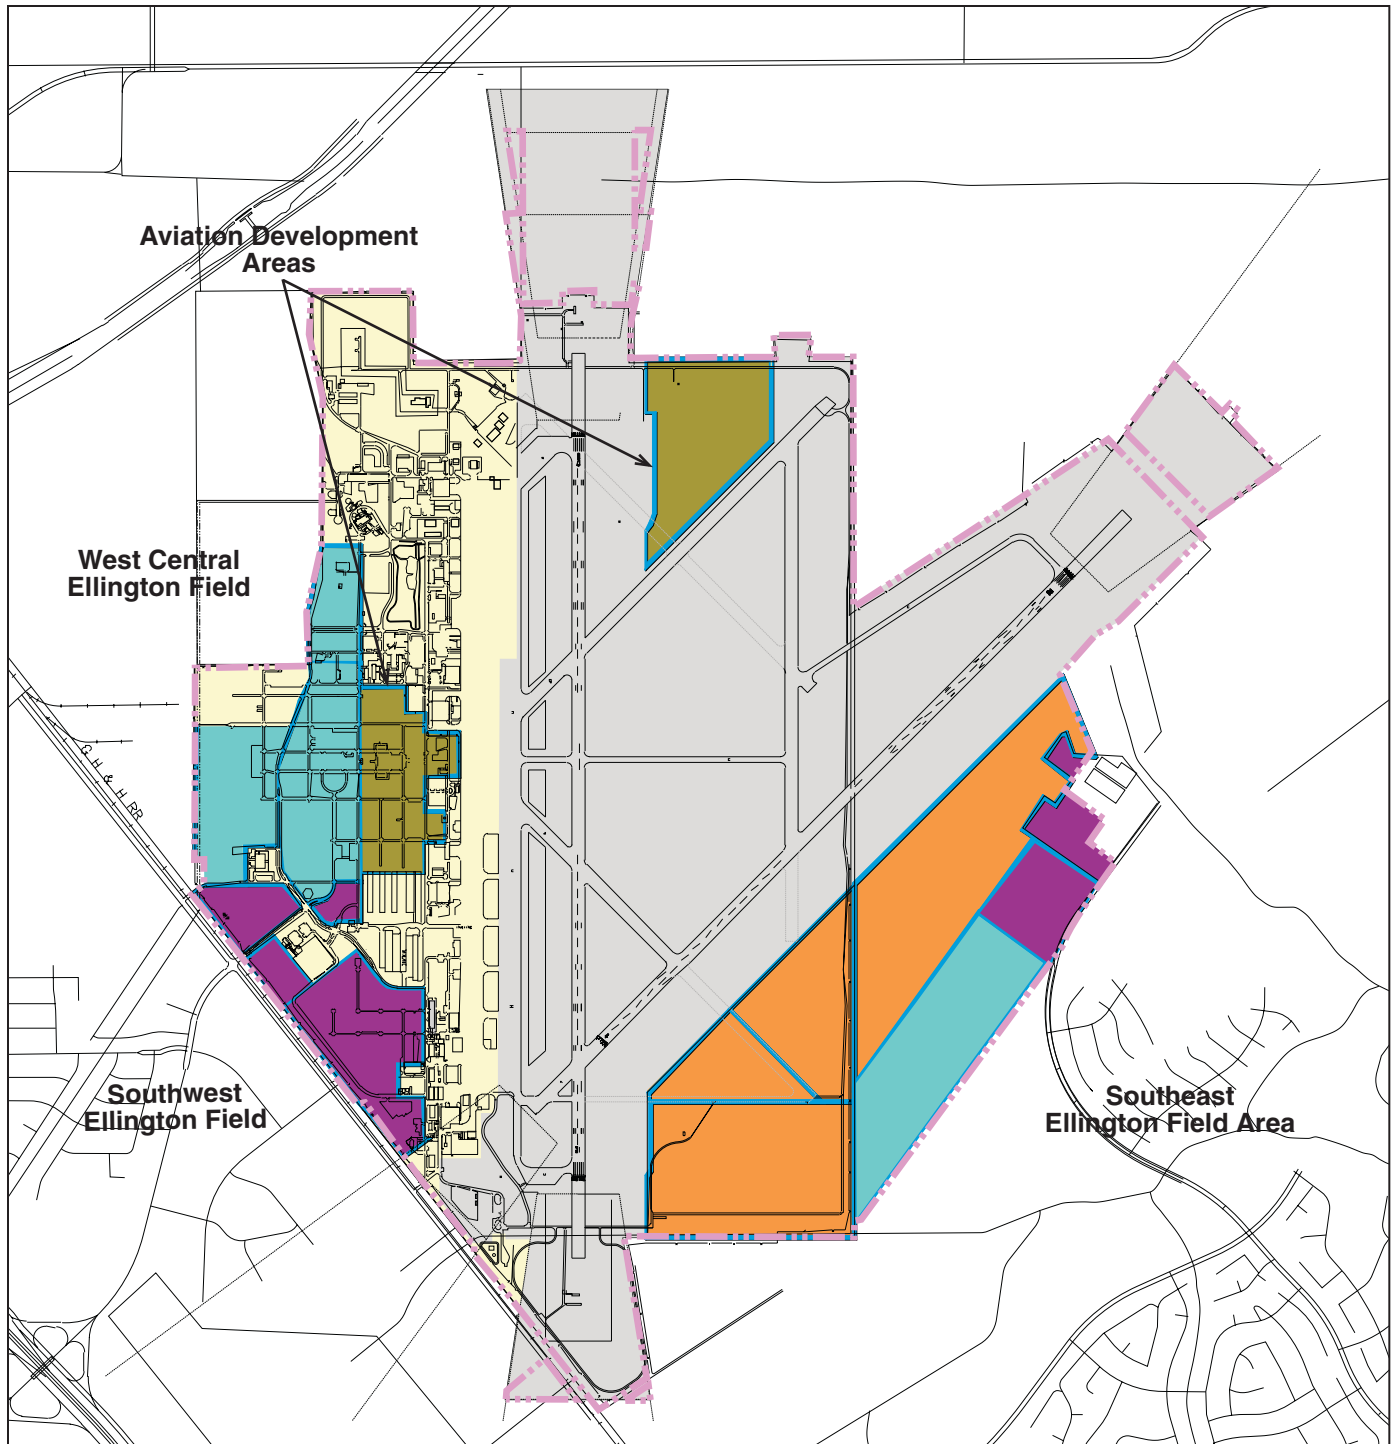 Aviation Development
Areas
West Central
Ellington Field
G H & H RR
Southwest
Ellington Field
Southeast
Ellington Field Area